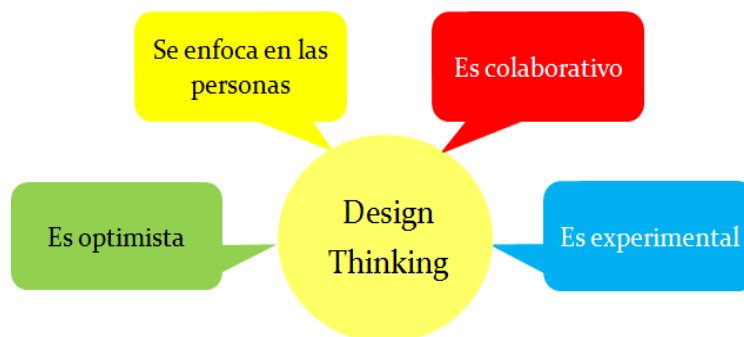 Se enfoca en las
personas
Es colaborativo
Es optimista
Design
Thinking
Es experimental